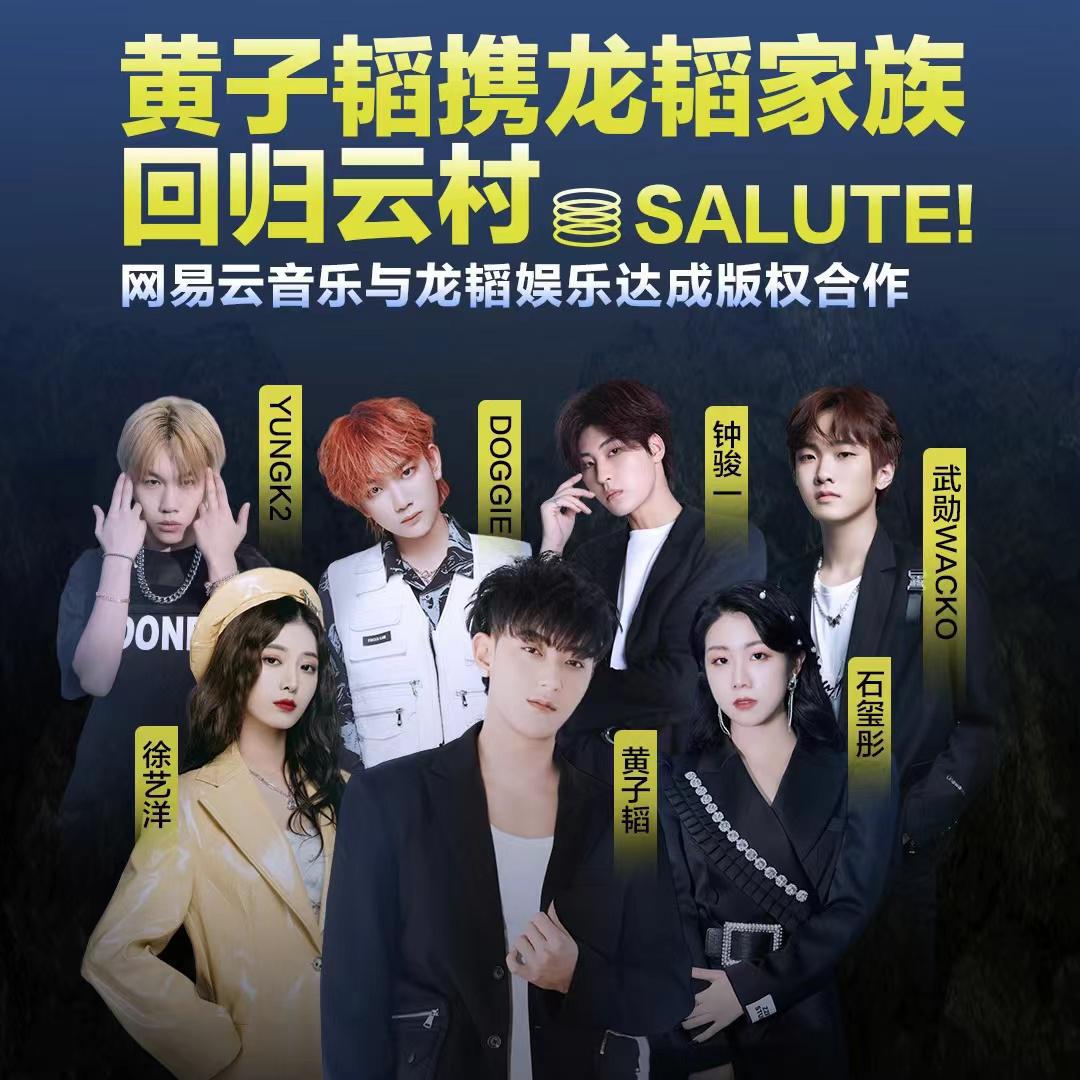 黄子韬携龙韬家族
回归云村 SALUTE!
网易云音乐与龙韬娱乐达成版权合作
YUNGK2
DOGGIE
钟骏一
武勋WACKO
徐艺洋
黄子韬
石玺彤